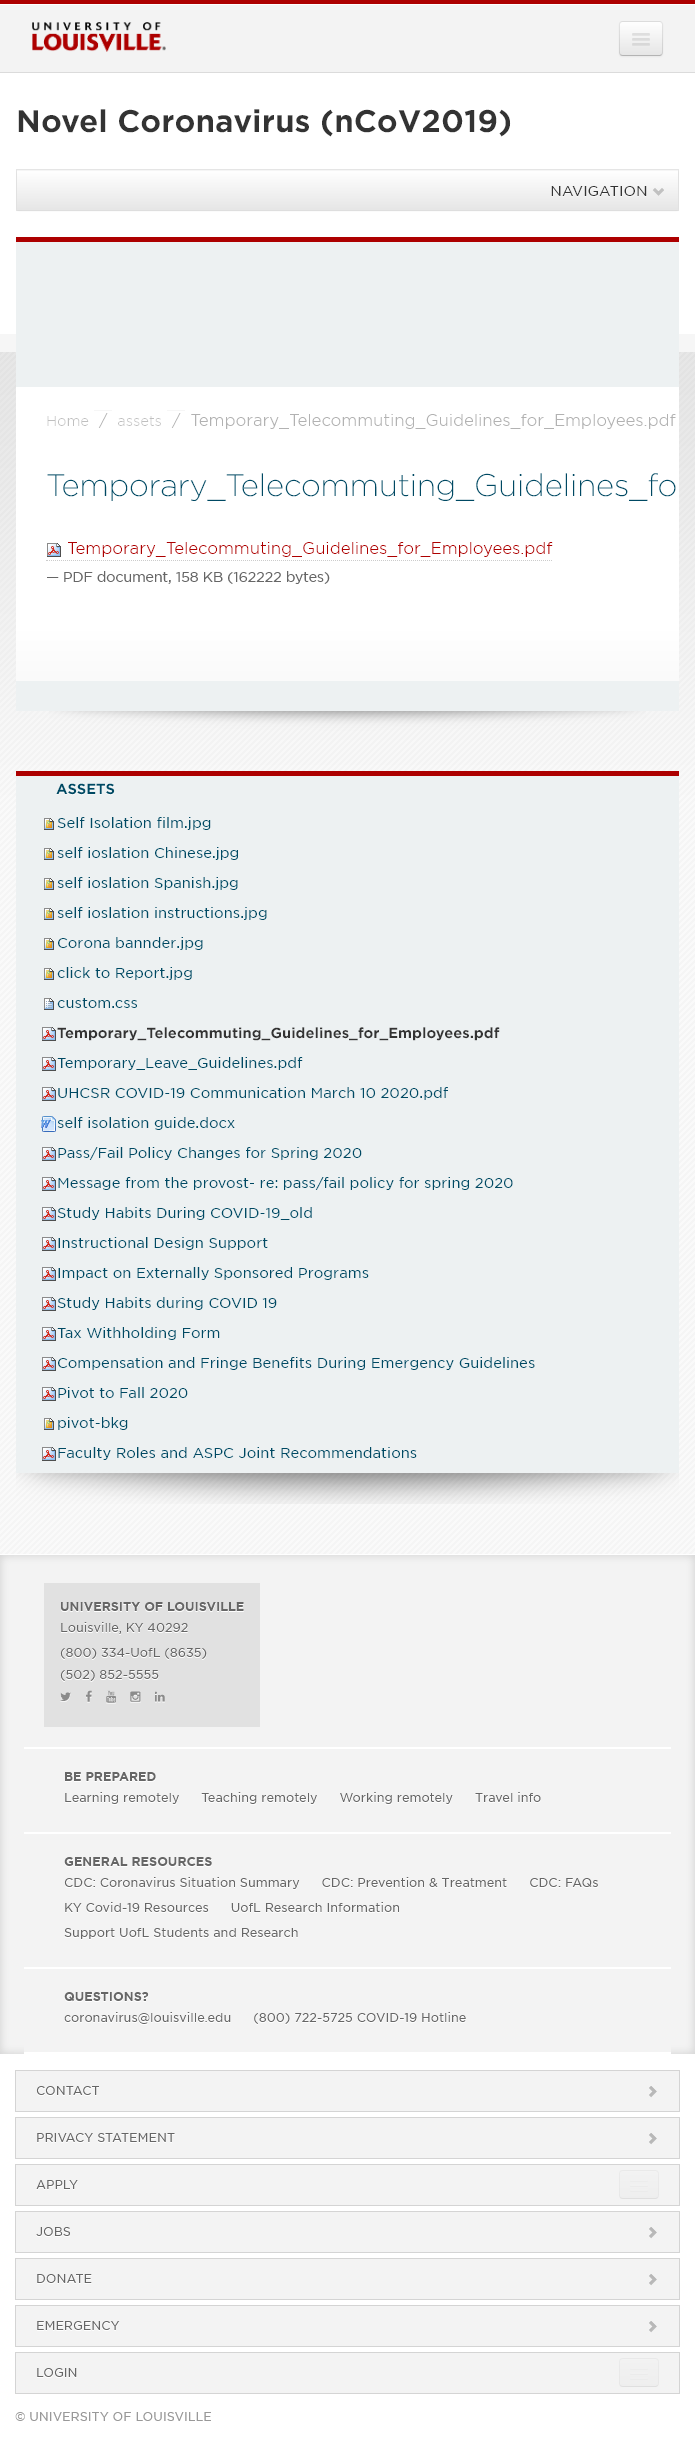 UNIVERSITY OF
LOUISVILLE.
Novel Coronavirus (nCoV2019)
NAVIGATION
Home / assets / Temporary_Telecommuting_Guidelines_for_Employees.pdf
Temporary_Telecommuting_Guidelines_fo
Temporary_Telecommuting_Guidelines_for_Employees.pdf
— PDF document, 158 KB (162222 bytes)
ASSETS
Self Isolation film.jpg
self ioslation Chinese.jpg
self ioslation Spanish.jpg
self ioslation instructions.jpg
Corona bannder.jpg
click to Report.jpg
custom.css
Temporary_Telecommuting_Guidelines_for_Employees.pdf
Temporary_Leave_Guidelines.pdf
UHCSR COVID-19 Communication March 10 2020.pdf
self isolation guide.docx
Pass/Fail Policy Changes for Spring 2020
Message from the provost- re: pass/fail policy for spring 2020
Study Habits During COVID-19_old
Instructional Design Support
Impact on Externally Sponsored Programs
Study Habits during COVID 19
Tax Withholding Form
Compensation and Fringe Benefits During Emergency Guidelines
Pivot to Fall 2020
pivot-bkg
Faculty Roles and ASPC Joint Recommendations
UNIVERSITY OF LOUISVILLE
Louisville, KY 40292
(800) 334-UofL (8635)
(502) 852-5555
BE PREPARED
Learning remotely Teaching remotely Working remotely Travel info
GENERAL RESOURCES
CDC: Coronavirus Situation Summary CDC: Prevention & Treatment CDC: FAQs
KY Covid-19 Resources UofL Research Information
Support UofL Students and Research
QUESTIONS?
coronavirus@louisville.edu (800) 722-5725 COVID-19 Hotline
CONTACT
PRIVACY STATEMENT
APPLY
JOBS
DONATE
EMERGENCY
LOGIN
© UNIVERSITY OF LOUISVILLE